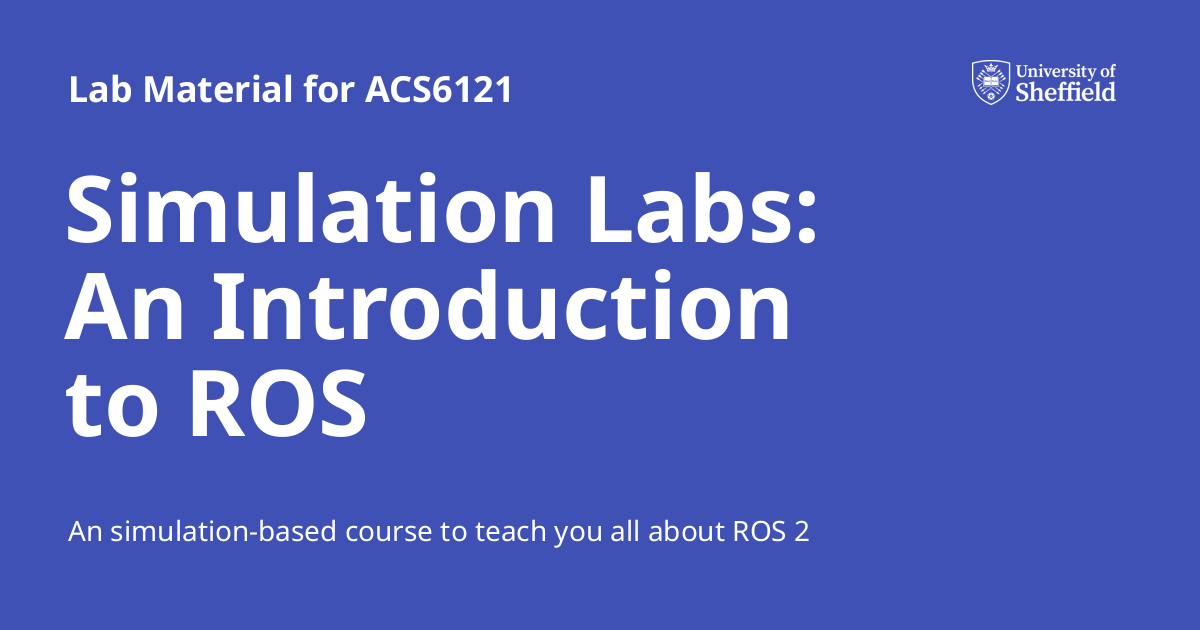 Lab Material for ACS6121
University of
Sheffield
Simulation Labs:
An Introduction
to ROS
An simulation-based course to teach you all about ROS 2